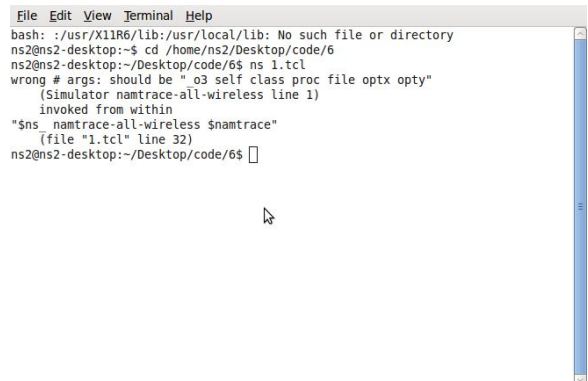 File Edit View Terminal Help
bash: :/usr/X11R6/lib:/usr/local/lib: No such file or directory
ns2@ns2-desktop:~$ cd /home/ns2/Desktop/code/6
ns2@ns2-desktop:~/Desktop/code/6$ ns 1.tcl
wrong # args: should be "_o3 self class proc file optx opty"
    (Simulator namtrace-all-wireless line 1)
    invoked from within
"$ns_ namtrace-all-wireless $namtrace"
    (file "1.tcl" line 32)
ns2@ns2-desktop:~/Desktop/code/6$